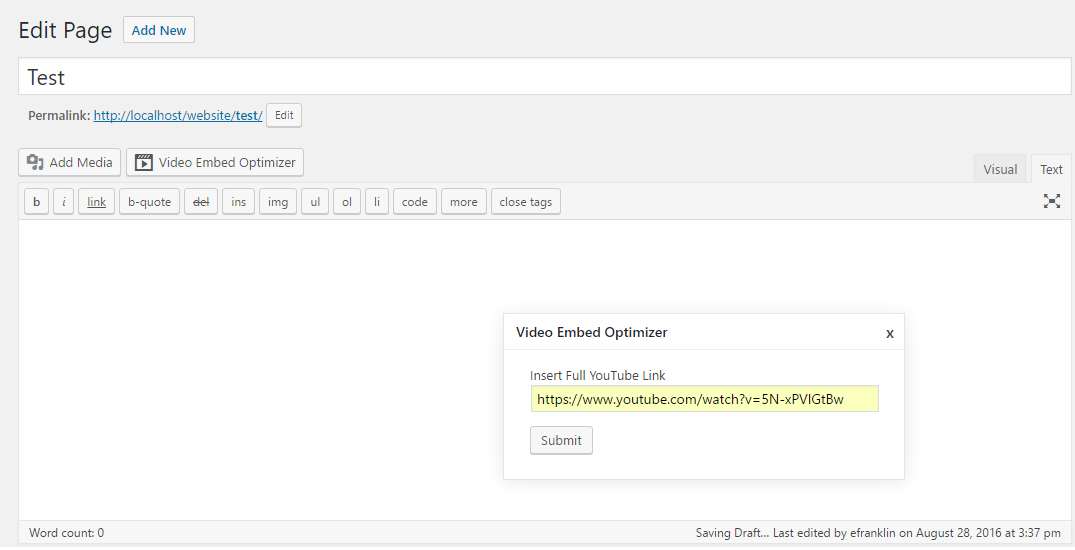 Edit Page Add New
Test
Permalink: http://localhost/website/test/ Edit
Add Media Video Embed Optimizer
Visual Text
b i link b-quote del ins img ul ol li code more close tags
Video Embed Optimizer x
Insert Full YouTube Link
https://www.youtube.com/watch?v=5N-xPVIGtBw
Submit
Word count: 0 Saving Draft... Last edited by efranklin on August 28, 2016 at 3:37 pm